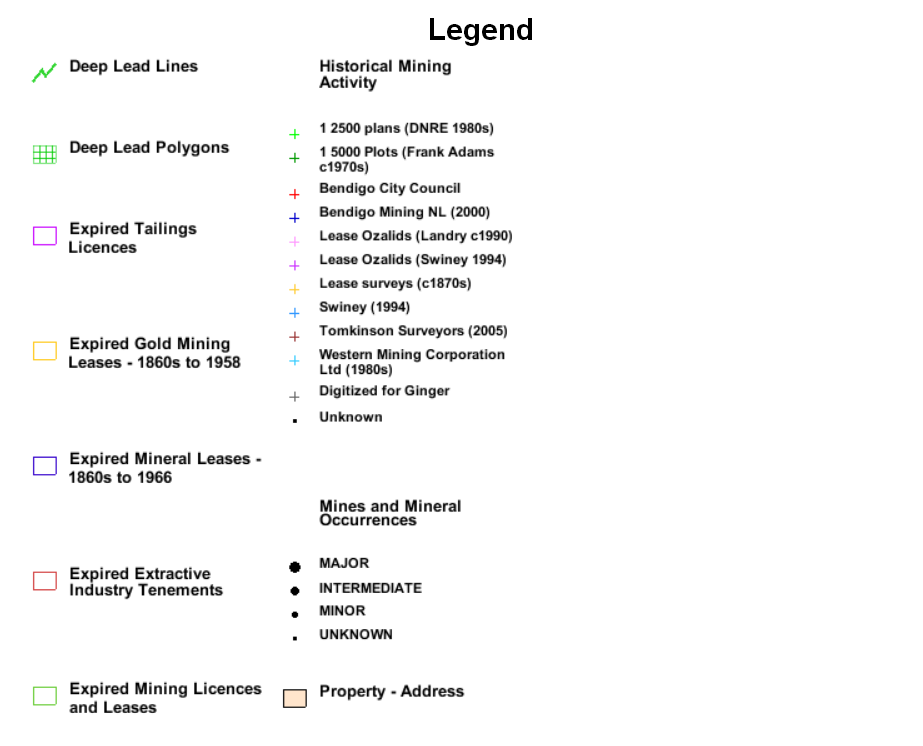 Legend
Deep Lead Lines
Deep Lead Polygons
Expired Tailings
Licences
Expired Gold Mining
Leases - 1860s to 1958
Expired Mineral Leases -
1860s to 1966
Expired Extractive
Industry Tenements
Expired Mining Licences
and Leases
Historical Mining
Activity
1 2500 plans (DNRE 1980s)
1 5000 Plots (Frank Adams
c1970s)
Bendigo City Council
Bendigo Mining NL (2000)
Lease Ozalids (Landry c1990)
Lease Ozalids (Swiney 1994)
Lease surveys (c1870s)
Swiney (1994)
Tomkinson Surveyors (2005)
Western Mining Corporation
Ltd (1980s)
Digitized for Ginger
Unknown
Mines and Mineral
Occurrences
MAJOR
INTERMEDIATE
MINOR
UNKNOWN
Property - Address